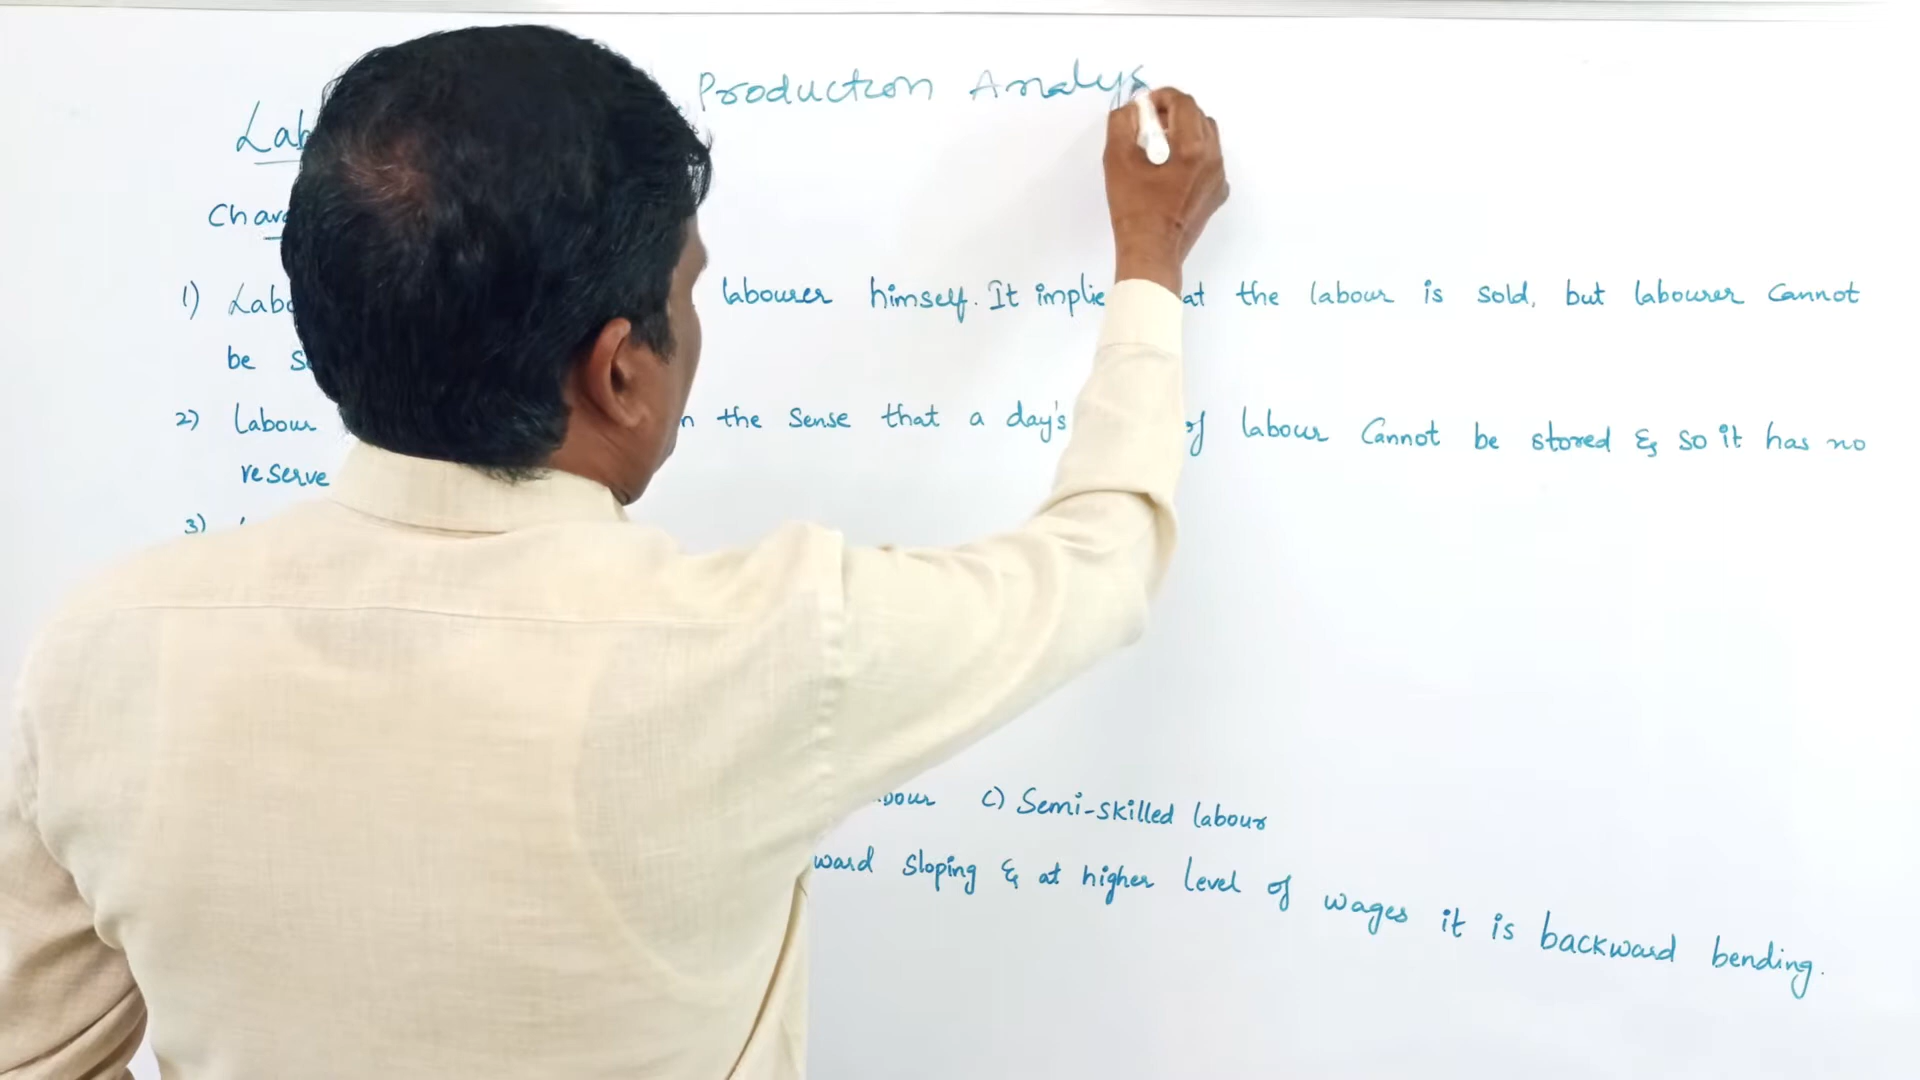 Production Analys
Lab
Char
1) Labo labourer himself. It implie at the labour is sold, but labourer cannot
be s
2) Labour n the sense that a day's of labour cannot be stored & so it has no
reserve
3)
bour C) Semi-skilled labour
ward sloping & at higher level of wages it is backward bending.